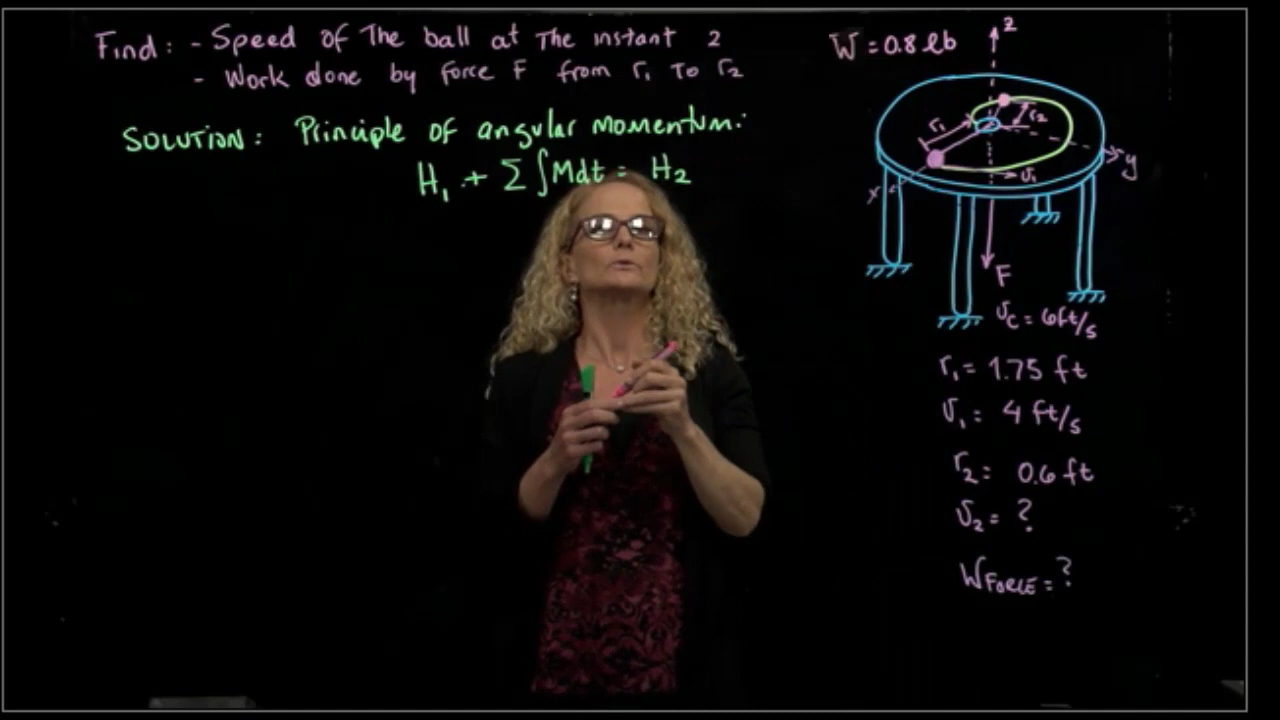 Find: - Speed of The ball at The instant 2
- Work done by force F from r₁ To r₂
SOLUTION: Principle of angular momentum:
H₁ + Σ ∫Mdt = H₂
W = 0.8 lb
z
r₁
r₂
y
x
v₁
F
v_c = 6ft/s
r₁ = 1.75 ft
v₁ = 4 ft/s
r₂ = 0.6 ft
v₂ = ?
W_FORCE = ?